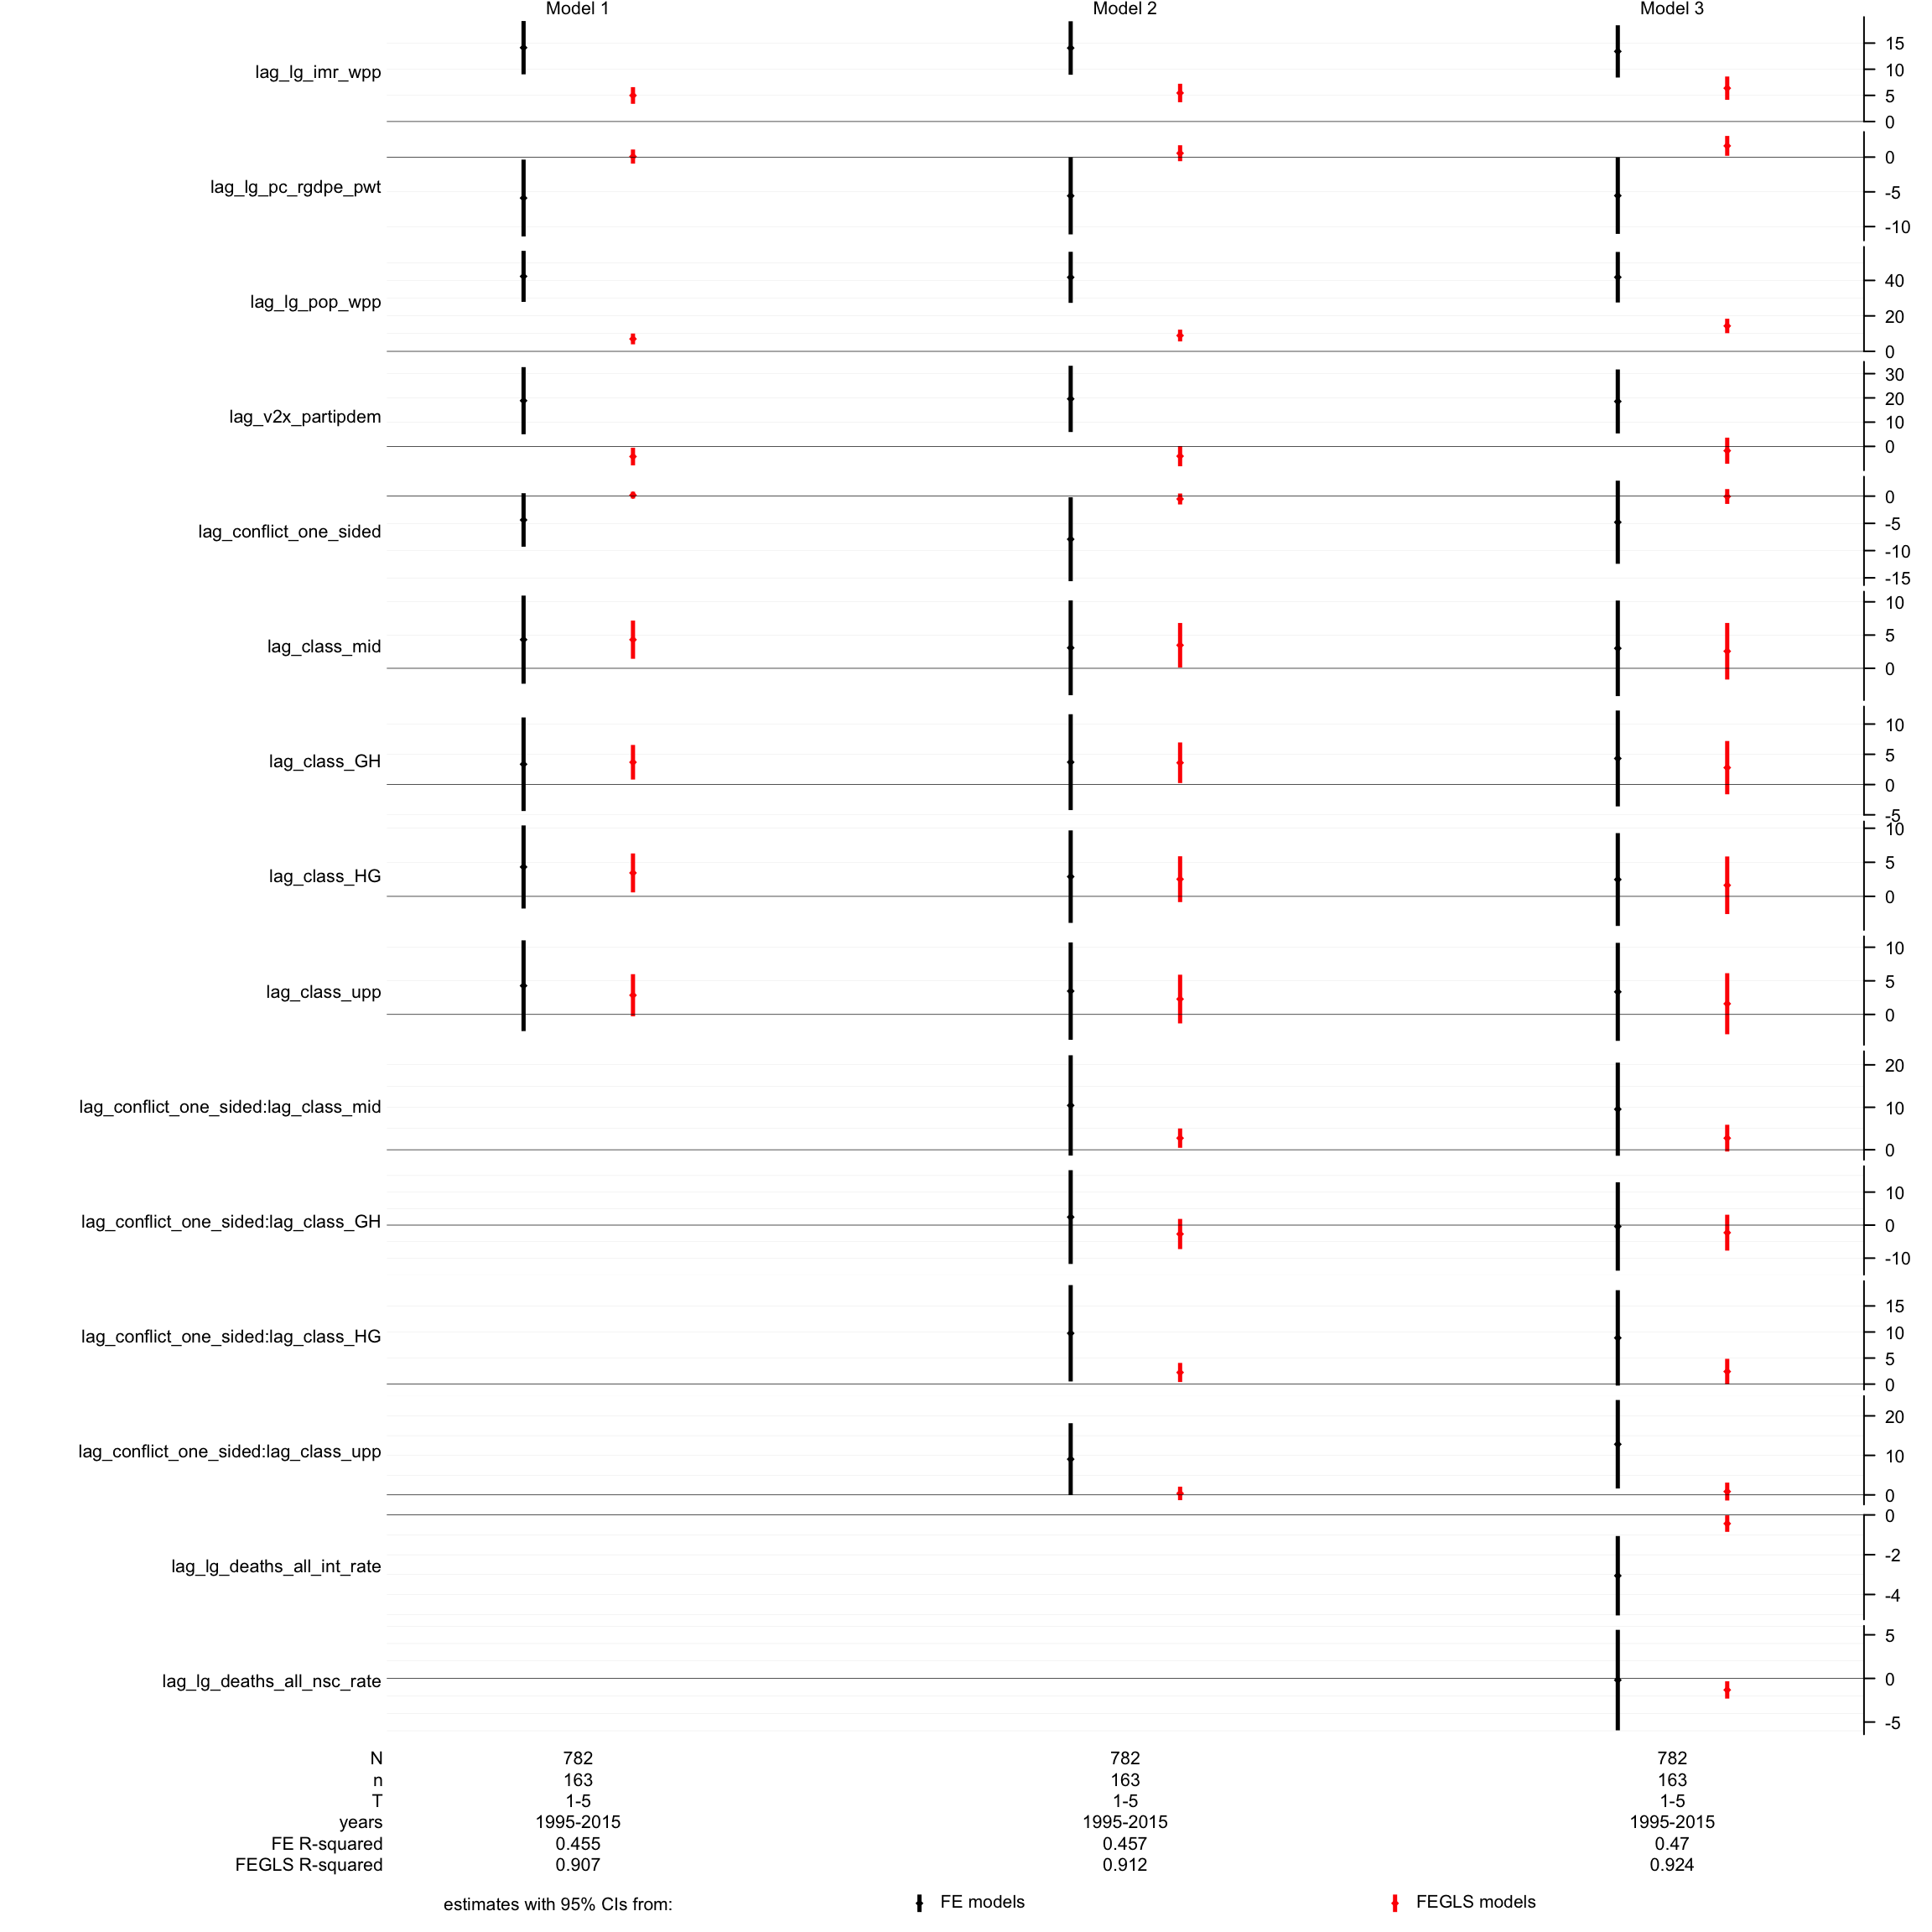 Model 1 Model 2 Model 3
lag_lg_imr_wpp
15
10
5
0
lag_lg_pc_rgdpe_pwt
0
-5
-10
lag_lg_pop_wpp
40
20
0
lag_v2x_partipdem
30
20
10
0
lag_conflict_one_sided
0
-5
-10
-15
lag_class_mid
10
5
0
lag_class_GH
10
5
0
-5
lag_class_HG
10
5
0
lag_class_upp
10
5
0
lag_conflict_one_sided:lag_class_mid
20
10
0
lag_conflict_one_sided:lag_class_GH
10
0
-10
lag_conflict_one_sided:lag_class_HG
15
10
5
0
lag_conflict_one_sided:lag_class_upp
20
10
0
lag_lg_deaths_all_int_rate
0
-2
-4
lag_lg_deaths_all_nsc_rate
5
0
-5
N 782 782 782
n 163 163 163
T 1-5 1-5 1-5
years 1995-2015 1995-2015 1995-2015
FE R-squared 0.455 0.457 0.47
FEGLS R-squared 0.907 0.912 0.924
estimates with 95% CIs from: FE models FEGLS models